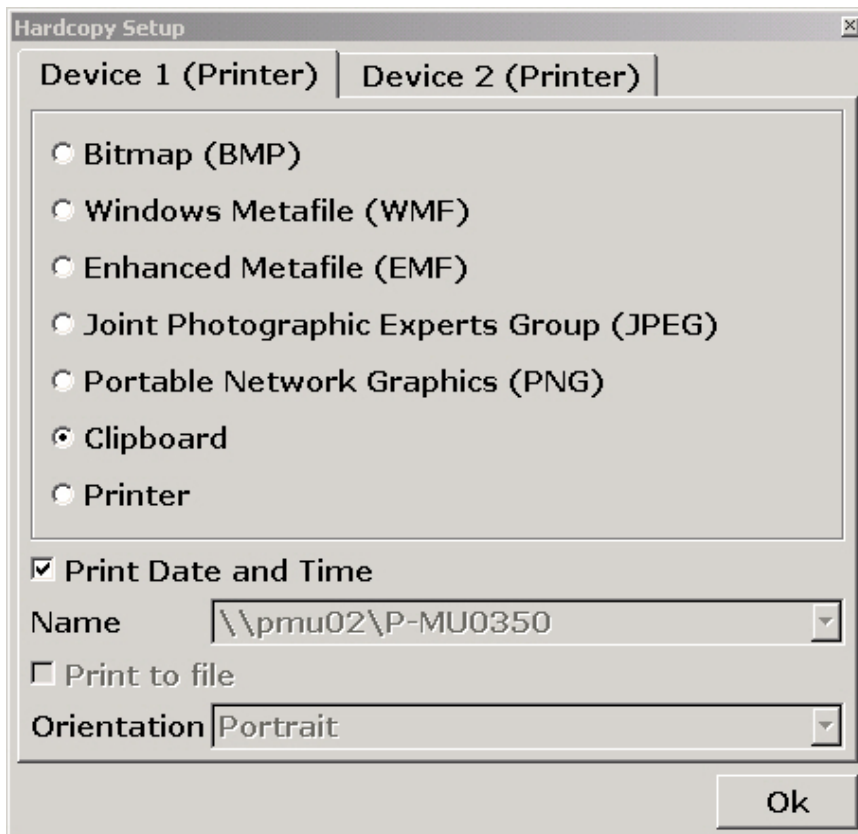 Hardcopy Setup
Device 1 (Printer) Device 2 (Printer)
Bitmap (BMP)
Windows Metafile (WMF)
Enhanced Metafile (EMF)
Joint Photographic Experts Group (JPEG)
Portable Network Graphics (PNG)
Clipboard
Printer
Print Date and Time
Name \\pmu02\P-MU0350
Print to file
Orientation Portrait
Ok